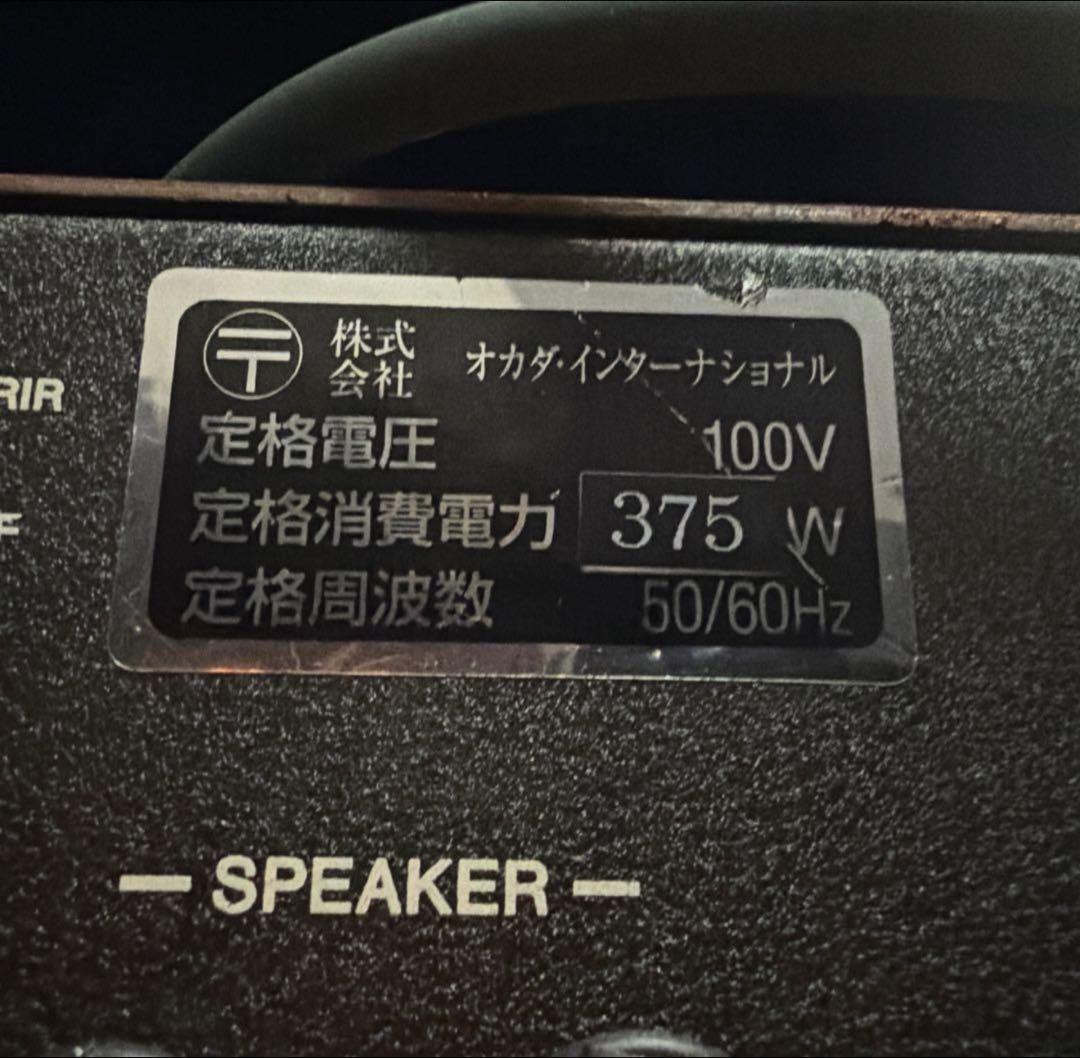 RIR
〒 株式会社 オカダ・インターナショナル
定格電圧 100V
定格消費電力 375 W
定格周波数 50/60Hz
— SPEAKER —